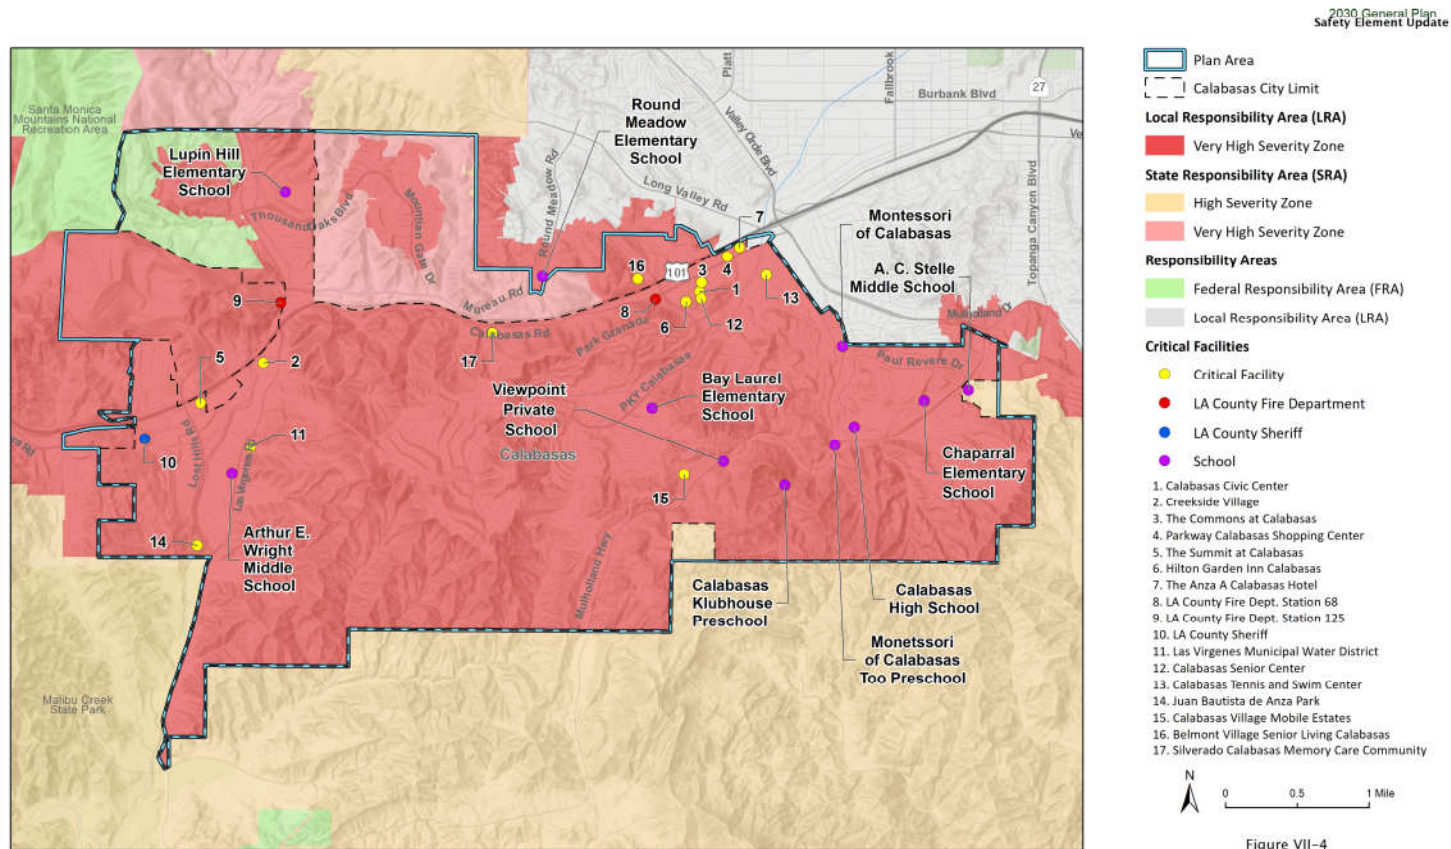 2030 General Plan
Safety Element Update
Plan Area
Calabasas City Limit
Local Responsibility Area (LRA)
Very High Severity Zone
State Responsibility Area (SRA)
High Severity Zone
Very High Severity Zone
Responsibility Areas
Federal Responsibility Area (FRA)
Local Responsibility Area (LRA)
Critical Facilities
Critical Facility
LA County Fire Department
LA County Sheriff
School
1. Calabasas Civic Center
2. Creekside Village
3. The Commons at Calabasas
4. Parkway Calabasas Shopping Center
5. The Summit at Calabasas
6. Hilton Garden Inn Calabasas
7. The Anza A Calabasas Hotel
8. LA County Fire Dept. Station 68
9. LA County Fire Dept. Station 125
10. LA County Sheriff
11. Las Virgenes Municipal Water District
12. Calabasas Senior Center
13. Calabasas Tennis and Swim Center
14. Juan Bautista de Anza Park
15. Calabasas Village Mobile Estates
16. Belmont Village Senior Living Calabasas
17. Silverado Calabasas Memory Care Community
N
0 0.5 1 Mile
Figure VII-4
Santa Monica
Mountains National
Recreation Area
Lupin Hill
Elementary
School
Thousand Oaks Blvd
Mountian Gate Dr
Round
Meadow
Elementary
School
Round Meadow Rd
Long Valley Rd
Valley Circle Blvd
Platt
Fallbrook
Burbank Blvd
27
Ve
Topanga Canyon Blvd
7
Montessori
of Calabasas
A. C. Stelle
Middle School
Mulholland Dr
16
101
3
4
1
13
9
8
6
12
Mureau Rd
Calabasas Rd
Park Granada
17
Paul Revere Dr
5
2
PKY Calabasas
Viewpoint
Private
School
Bay Laurel
Elementary
School
Calabasas
11
10
Lost Hills Rd
Las Virgenes Rd
Chaparral
Elementary
School
15
14
Arthur E.
Wright
Middle
School
Mulholland Hwy
Calabasas
Klubhouse
Preschool
Calabasas
High School
Monetssori
of Calabasas
Too Preschool
Malibu Creek
State Park